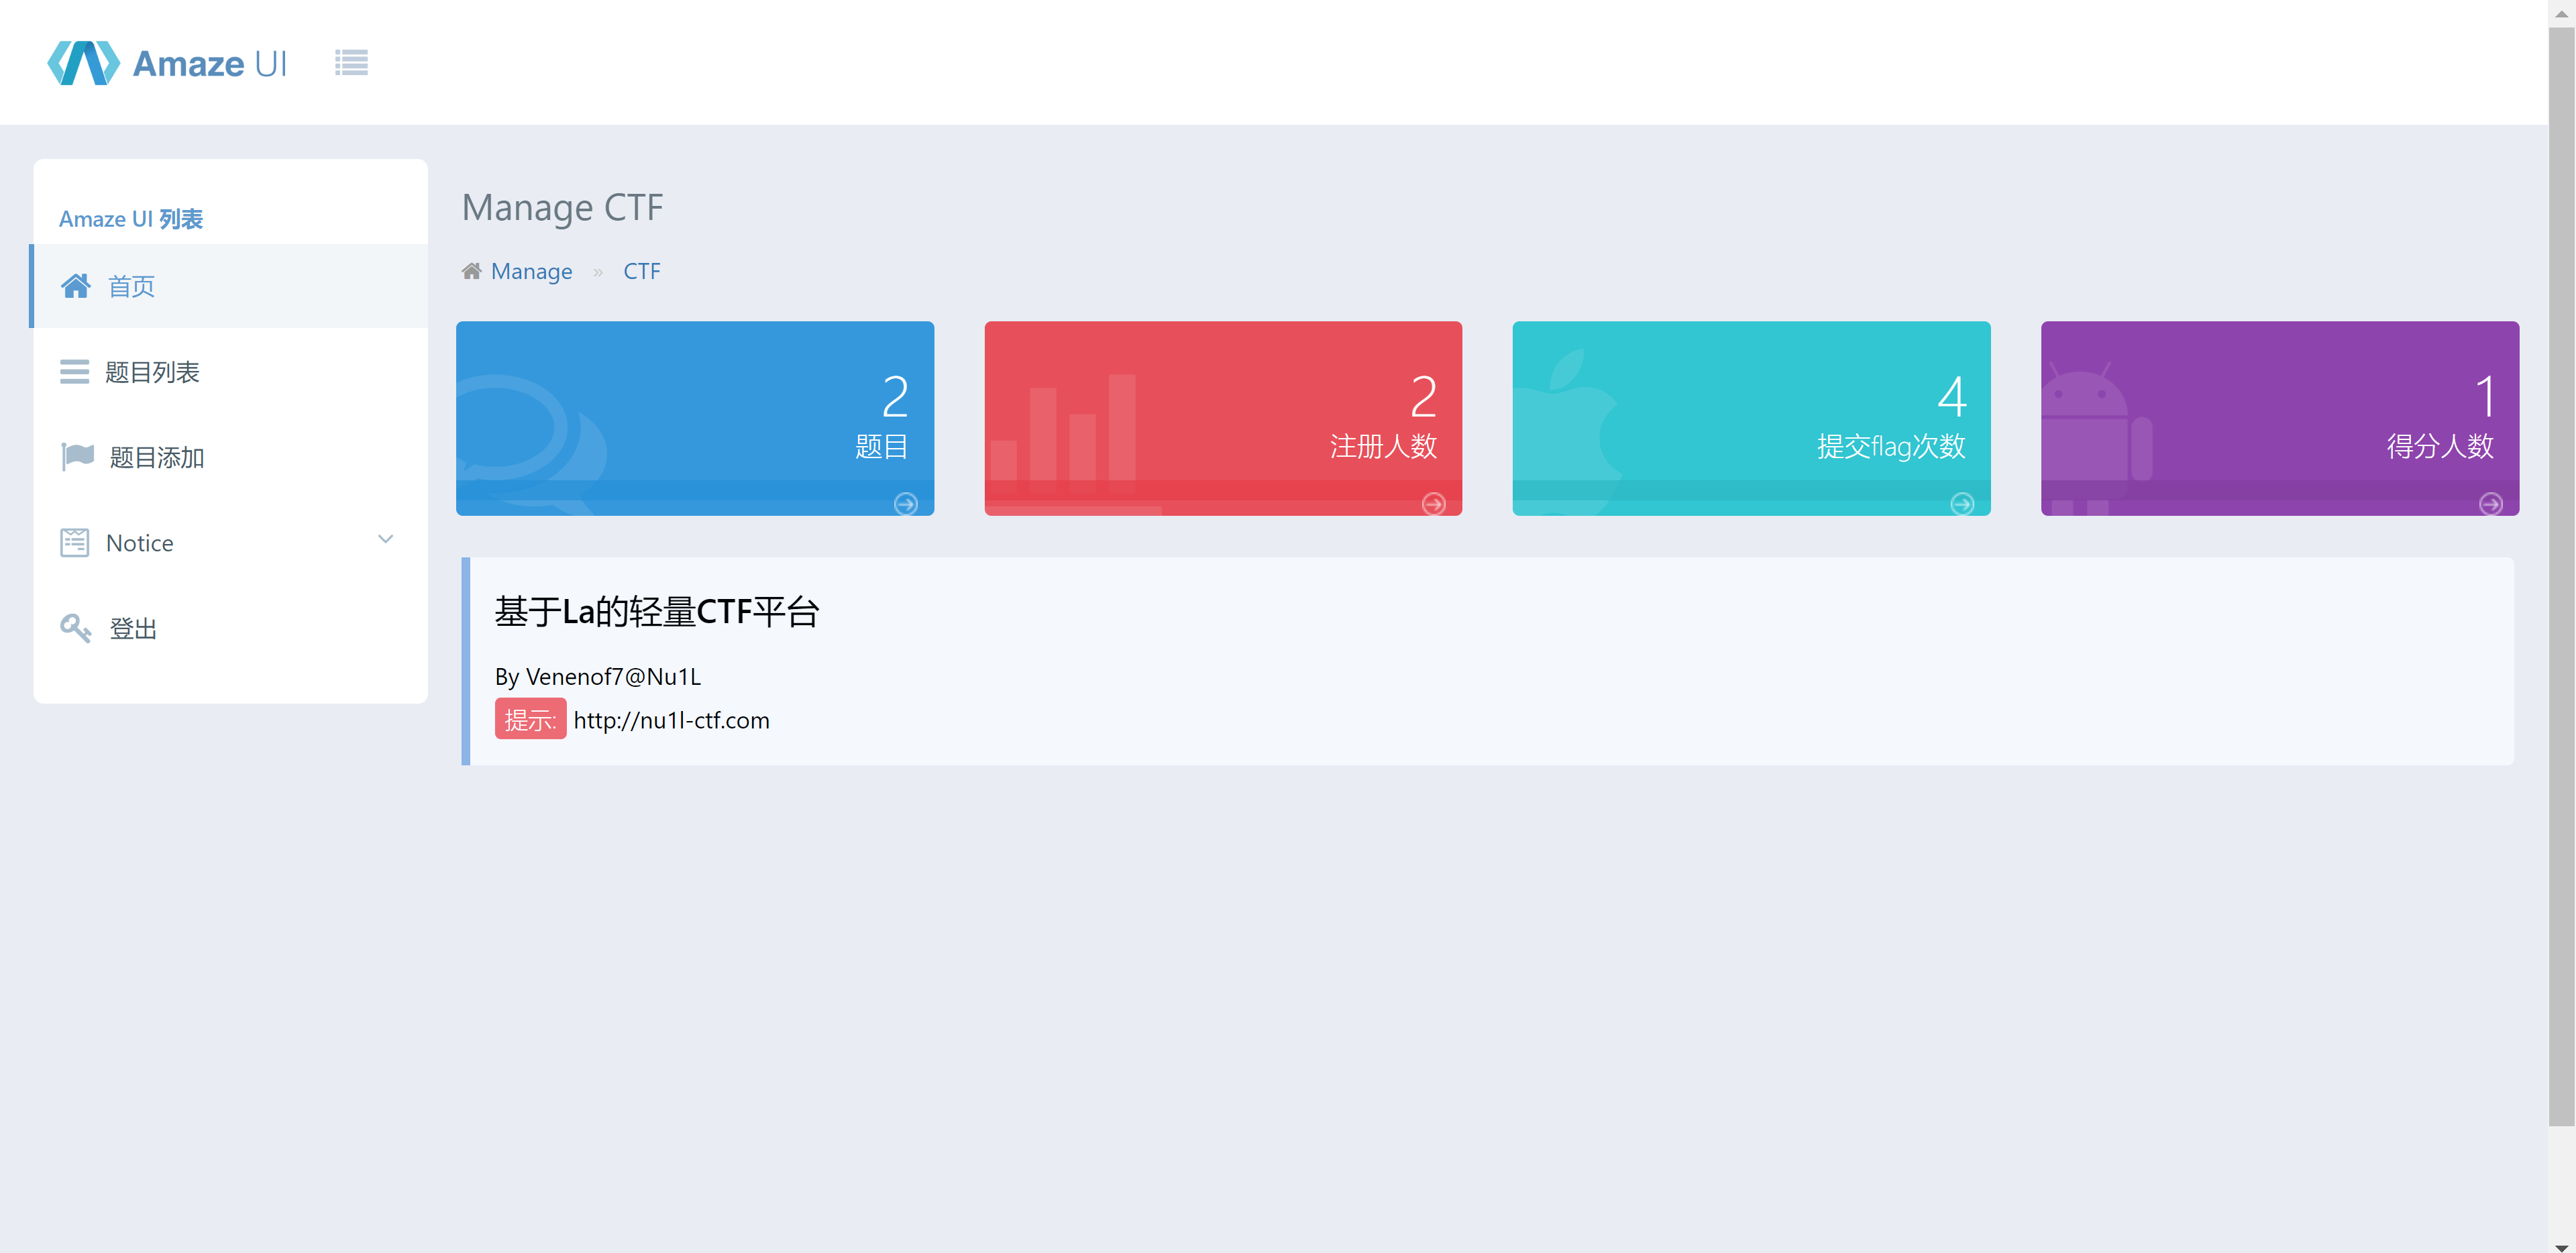 Amaze UI
Amaze UI 列表
首页
题目列表
题目添加
Notice
登出
Manage CTF
Manage » CTF
2
题目
2
注册人数
4
提交flag次数
1
得分人数
基于La的轻量CTF平台
By Venenof7@Nu1L
提示: http://nu1l-ctf.com